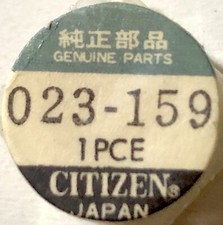 純正部品
GENUINE PARTS
023-159
1PCE
CITIZEN®
JAPAN